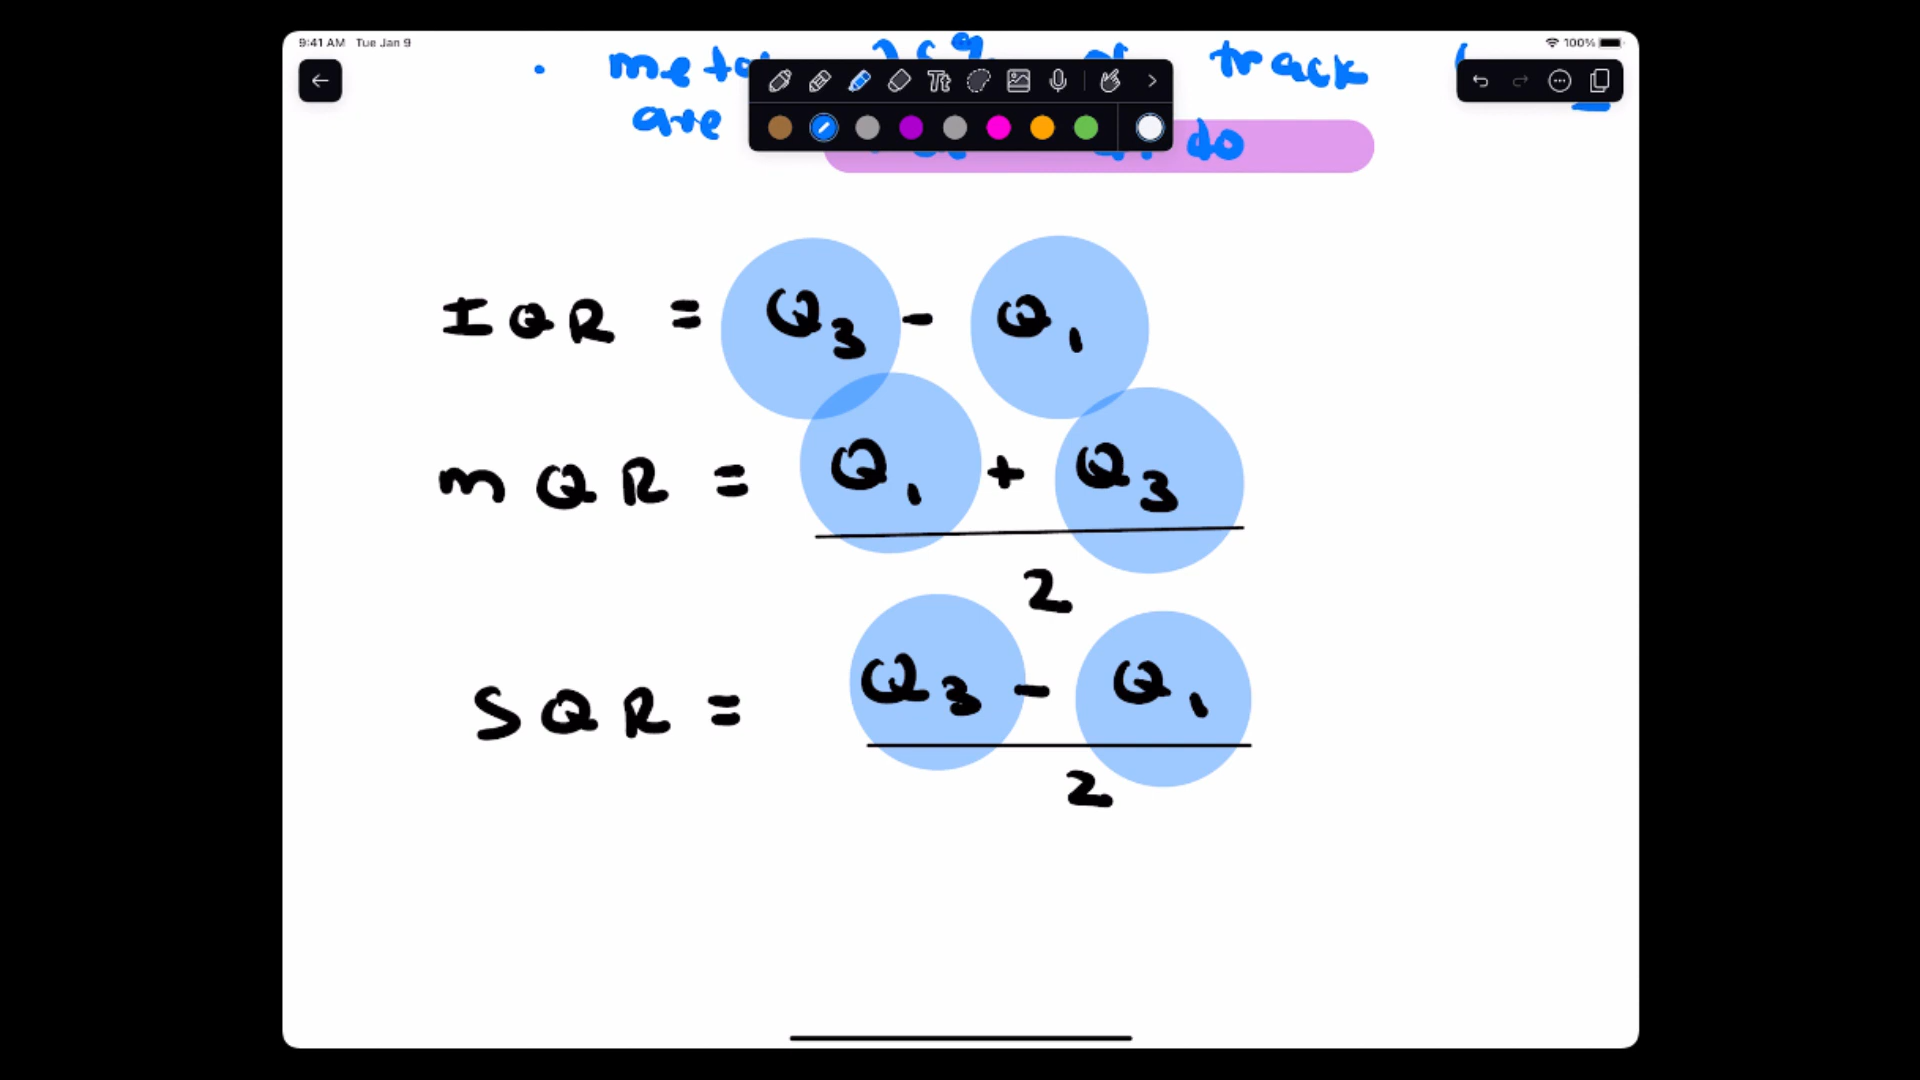 9:41 AM Tue Jan 9 100%
track
are
do
Tt
IQR = Q3 - Q1
mQR = Q1 + Q3
2
SQR = Q3 - Q1
2